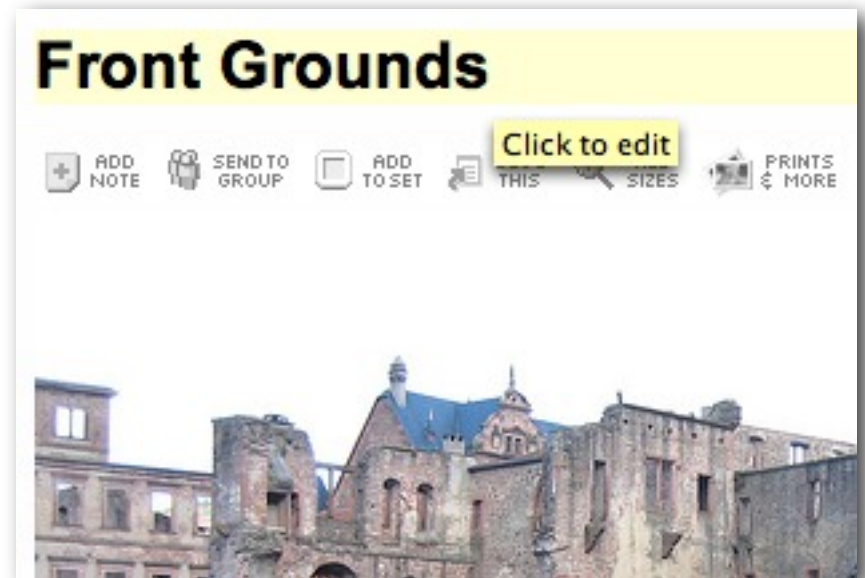 Front Grounds
Click to edit
ADD
NOTE
SEND TO
GROUP
ADD
TO SET
THIS
SIZES
PRINTS
& MORE